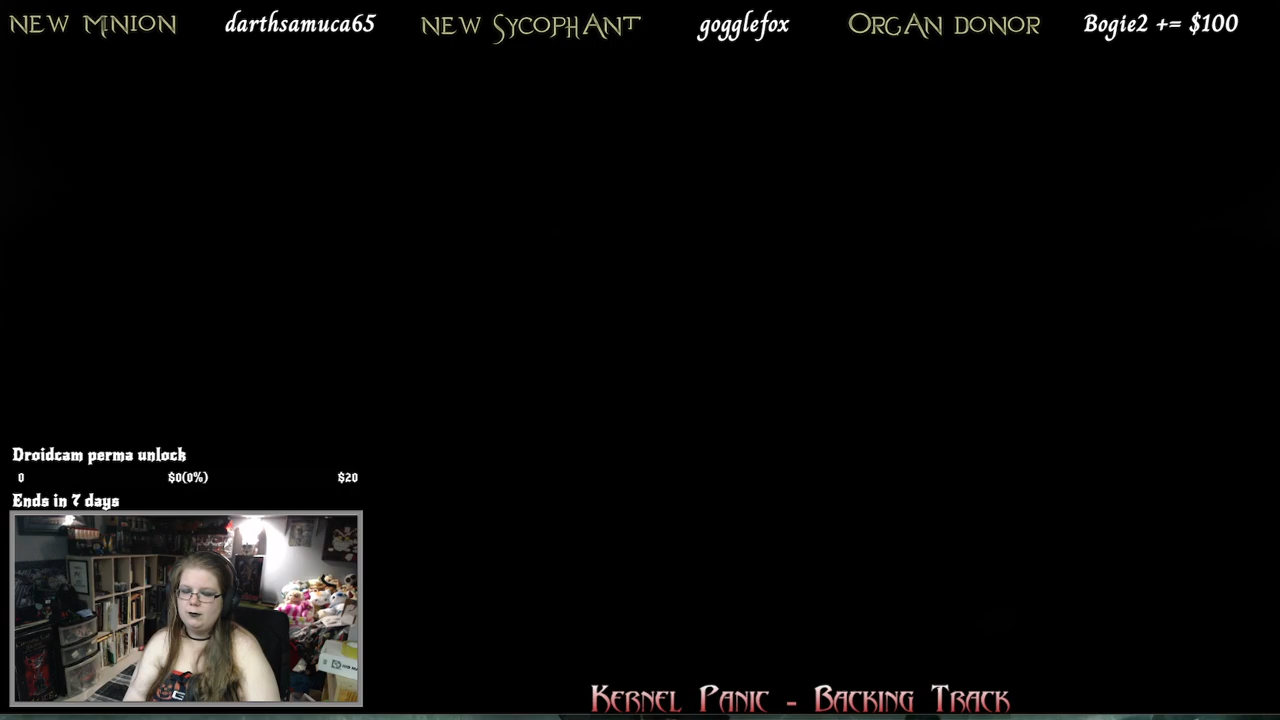 NEW MINION darthsamuca65 NEW SYCOPHANT gogglefox ORGAN DONOR Bogie2 += $100
Droidcam perma unlock
0 $0(0%) $20
Ends in 7 days
KERNEL PANIC - BACKING TRACK